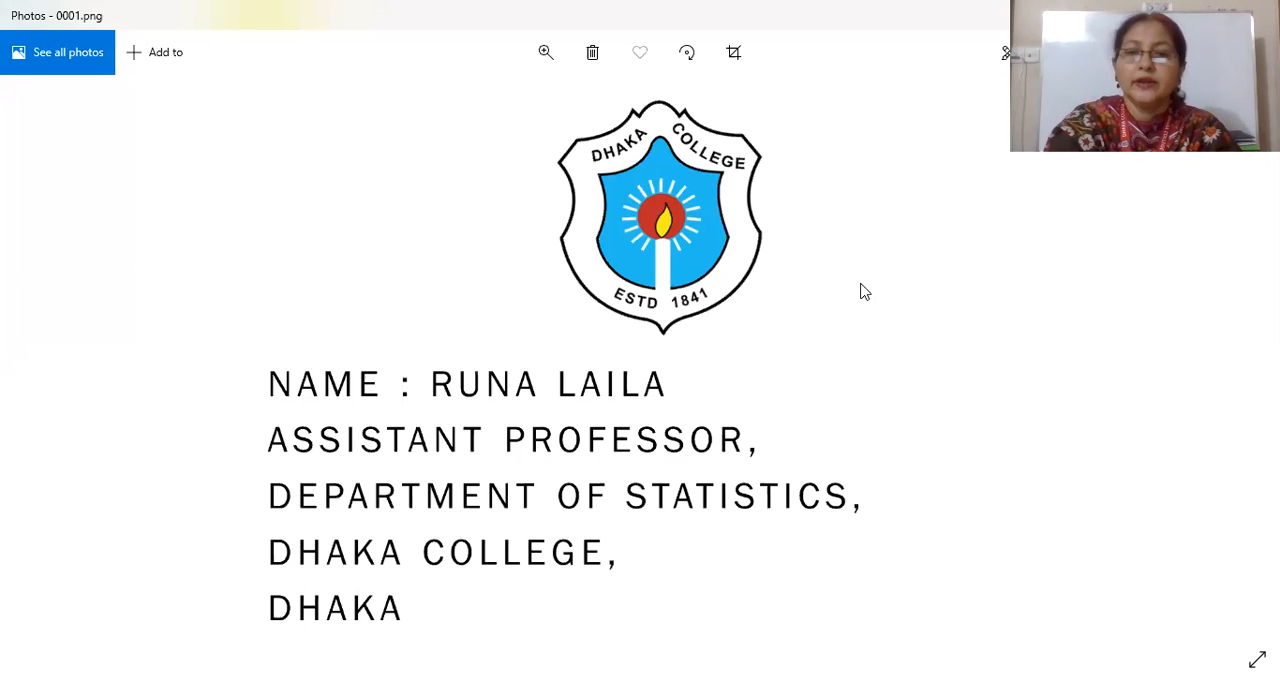 Photos - 0001.png
See all photos
Add to
DHAKA COLLEGE
ESTD 1841
NAME : RUNA LAILA
ASSISTANT PROFESSOR,
DEPARTMENT OF STATISTICS,
DHAKA COLLEGE,
DHAKA